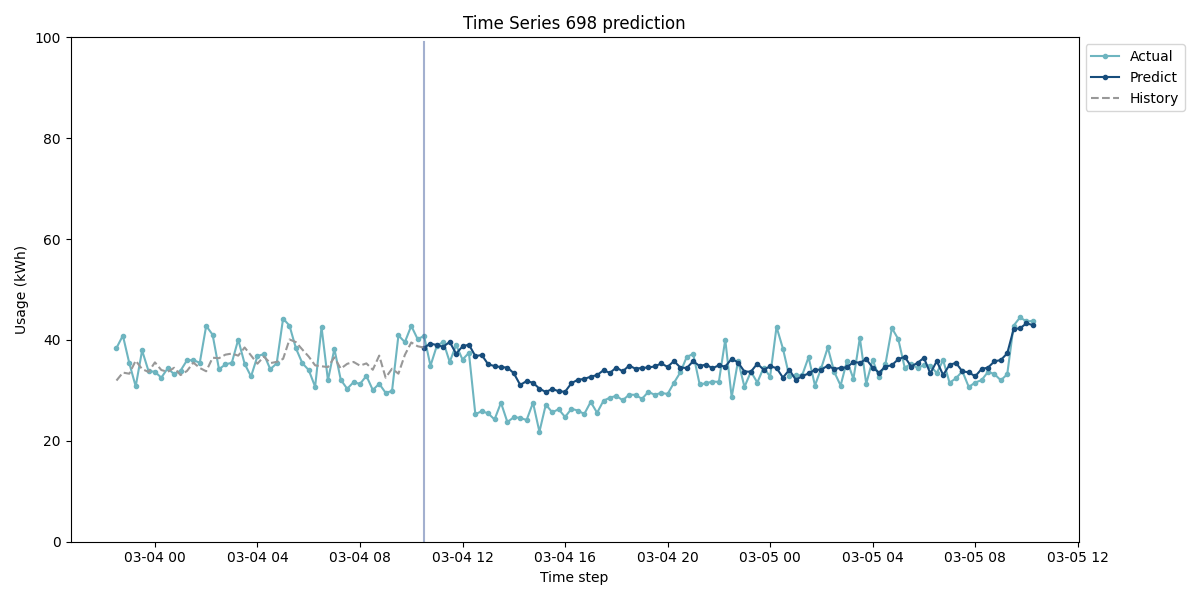 Time Series 698 prediction
100
80
60
40
20
0
Usage (kWh)
03-04 00 03-04 04 03-04 08 03-04 12 03-04 16 03-04 20 03-05 00 03-05 04 03-05 08 03-05 12
Time step
Actual
Predict
History